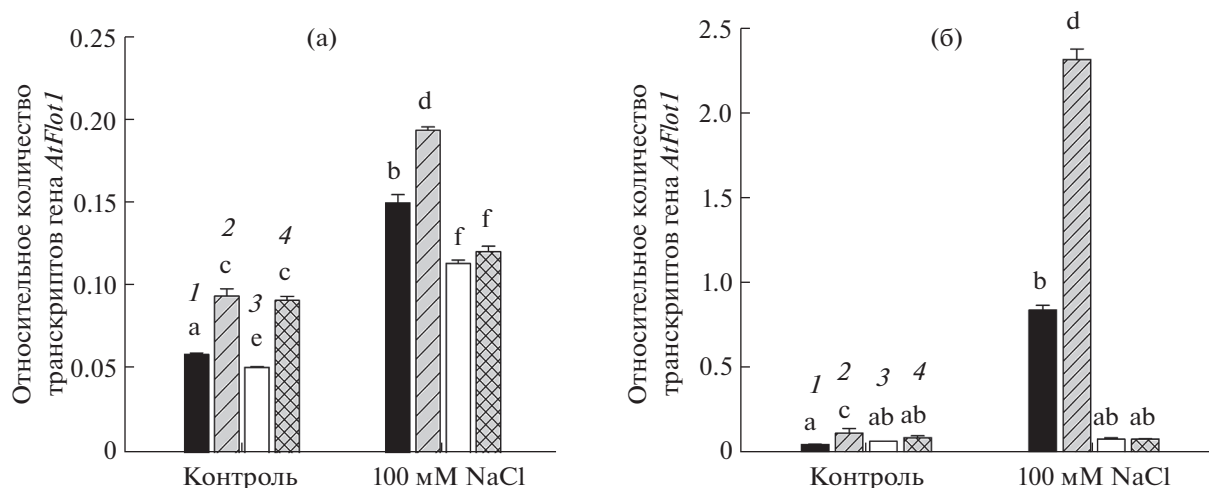 (а)
Относительное количество
транскриптов гена AtFlot1
0.25
0.20
0.15
0.10
0.05
0
1
a
2
c
3
e
4
c
b
d
f
f
Контроль
100 мМ NaCl
(б)
Относительное количество
транскриптов гена AtFlot1
2.5
2.0
1.5
1.0
0.5
0
1
a
2
c
3
ab
4
ab
b
d
ab
ab
Контроль
100 мМ NaCl